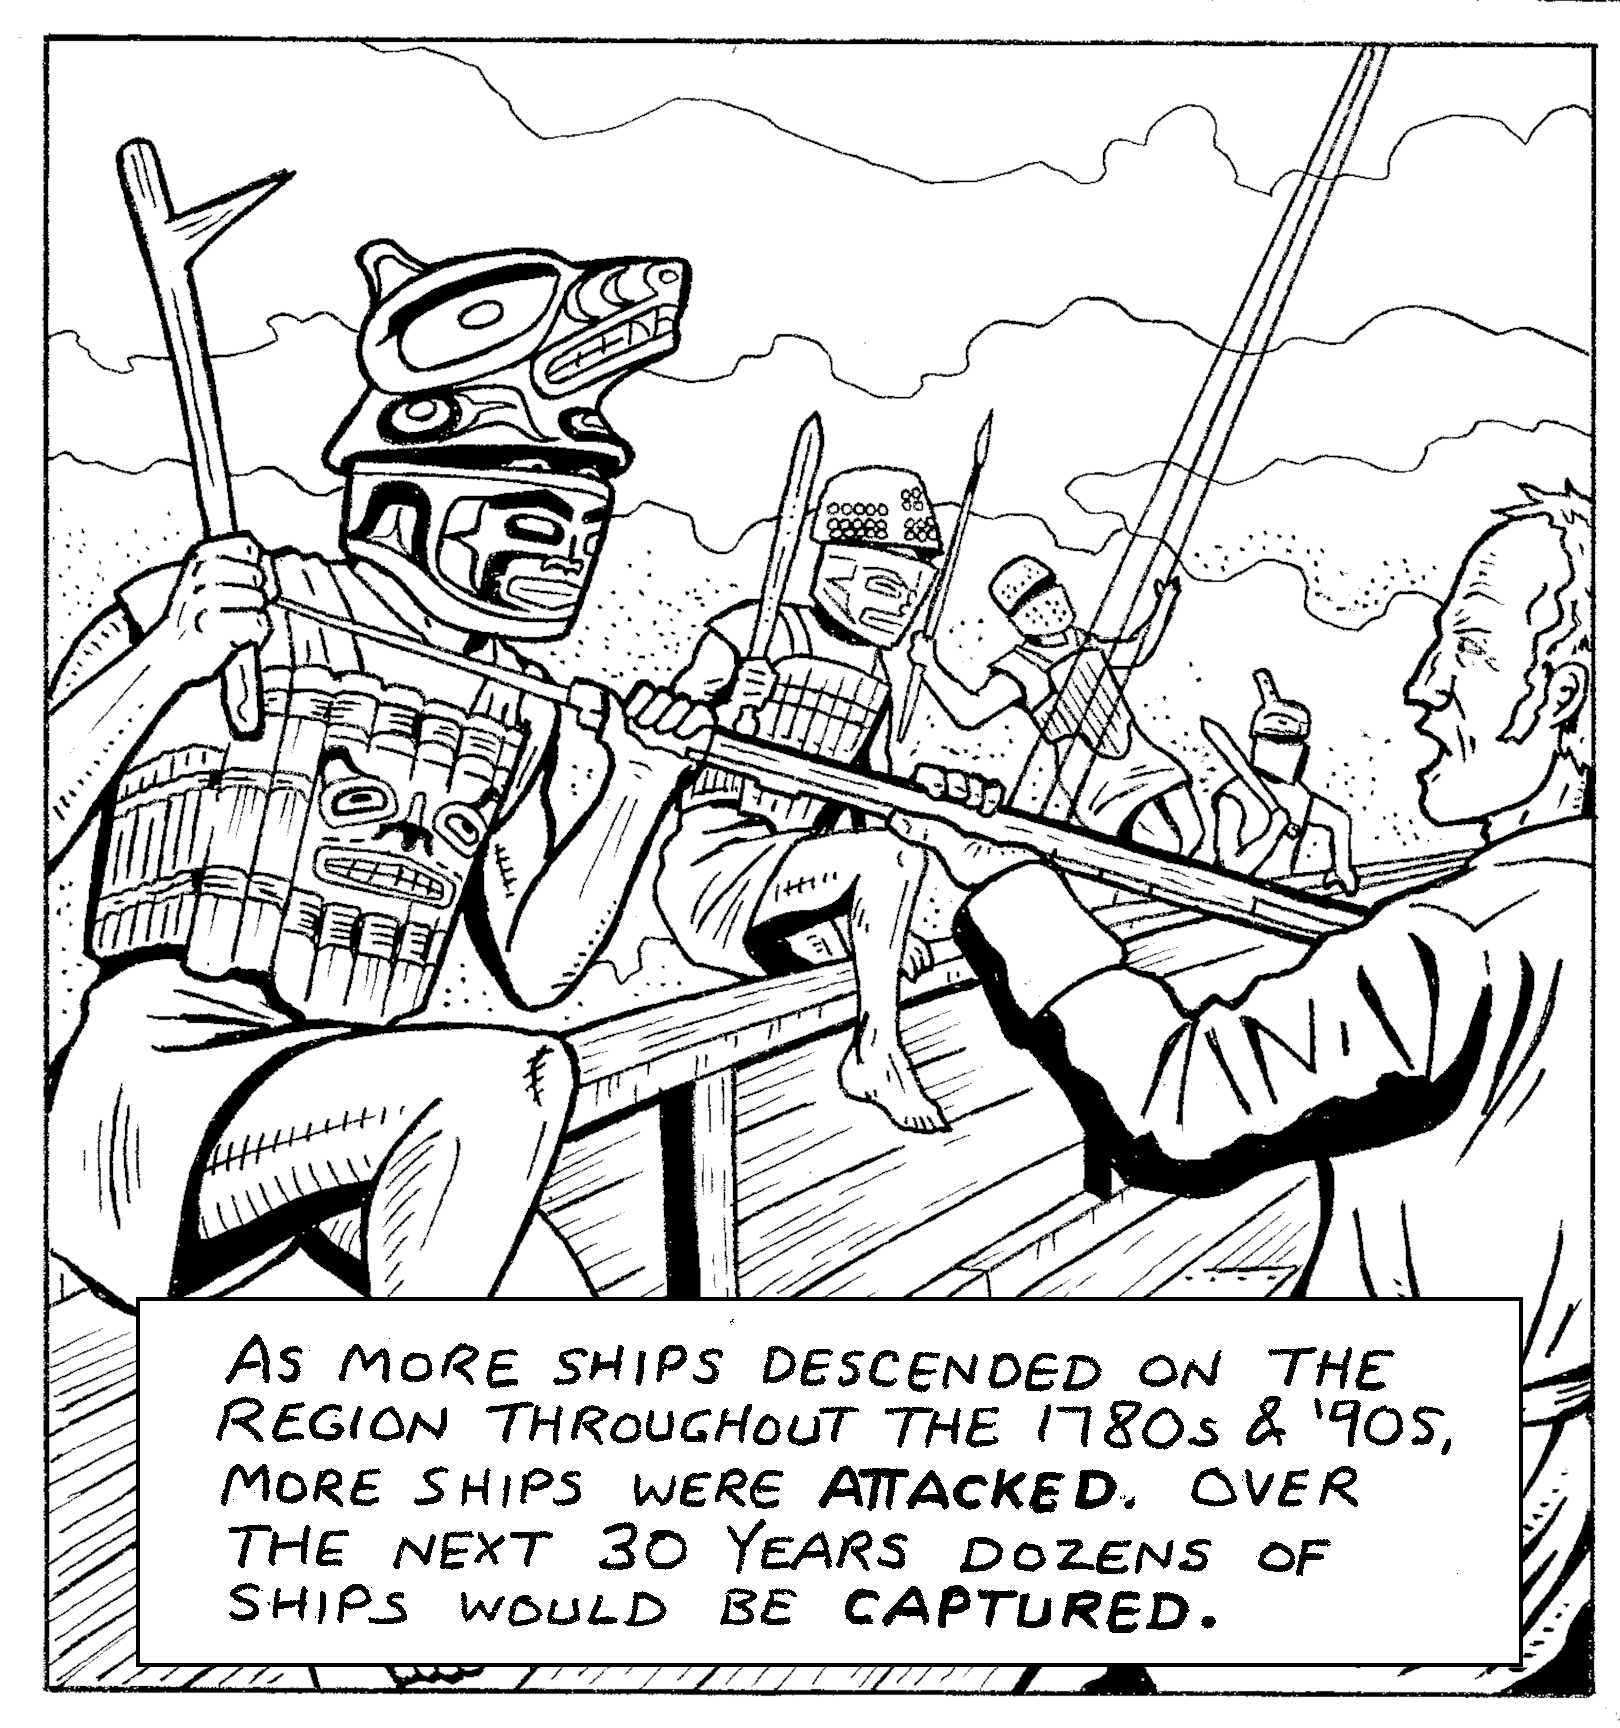 AS MORE SHIPS DESCENDED ON THE
REGION THROUGHOUT THE 1780s & '90S,
MORE SHIPS WERE ATTACKED. OVER
THE NEXT 30 YEARS DOZENS OF
SHIPS WOULD BE CAPTURED.